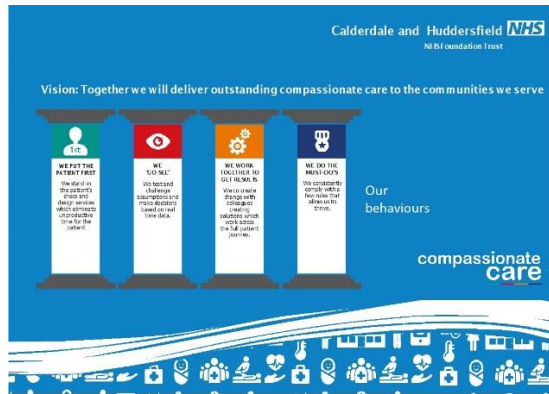 Calderdale and Huddersfield NHS
NHS Foundation Trust
Vision: Together we will deliver outstanding compassionate care to the communities we serve
1st
WE PUT THE
PATIENT FIRST
We stand in
the patient's
shoes and
design services
which eliminate
unproductive
time for the
patient
WE
'GO SEE'
We test and
challenge
assumptions and
make decisions
based on real
time data.
WE WORK
TOGETHER TO
GET RESULTS
We co create
change with
colleagues
creating
solutions which
work across
the full patient
journey.
WE DO THE
MUST-DO'S
We consistently
comply with a
few rules that
allow us to
thrive.
Our
behaviours
compassionate
care